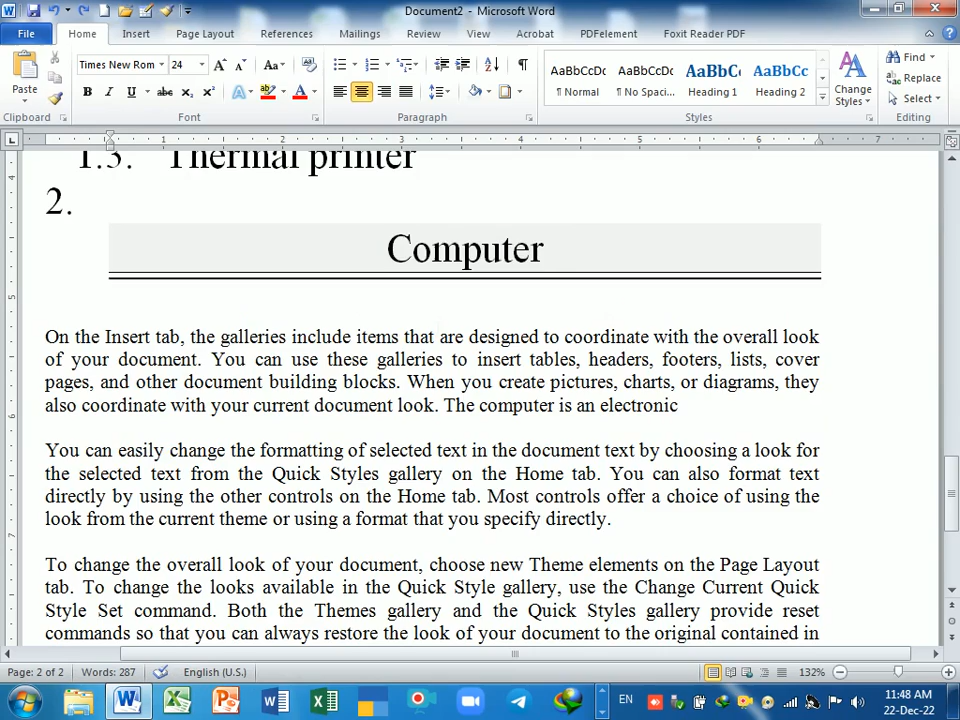 Document2 - Microsoft Word
File Home Insert Page Layout References Mailings Review View Acrobat PDFelement Foxit Reader PDF
Paste
Times New Rom 24
B I U abc
AaBbCcDc AaBbCcDc AaBbC AaBbCc
¶ Normal ¶ No Spaci... Heading 1 Heading 2
Change Styles
Find
Replace
Select
Clipboard Font Paragraph Styles Editing
1 2 3 4 5 6 7
4
5
6
7
1.3. Thermal printer
2.
Computer
On the Insert tab, the galleries include items that are designed to coordinate with the overall look
of your document. You can use these galleries to insert tables, headers, footers, lists, cover
pages, and other document building blocks. When you create pictures, charts, or diagrams, they
also coordinate with your current document look. The computer is an electronic
You can easily change the formatting of selected text in the document text by choosing a look for
the selected text from the Quick Styles gallery on the Home tab. You can also format text
directly by using the other controls on the Home tab. Most controls offer a choice of using the
look from the current theme or using a format that you specify directly.
To change the overall look of your document, choose new Theme elements on the Page Layout
tab. To change the looks available in the Quick Style gallery, use the Change Current Quick
Style Set command. Both the Themes gallery and the Quick Styles gallery provide reset
commands so that you can always restore the look of your document to the original contained in
Page: 2 of 2 Words: 287 English (U.S.) 132%
EN 11:48 AM
22-Dec-22